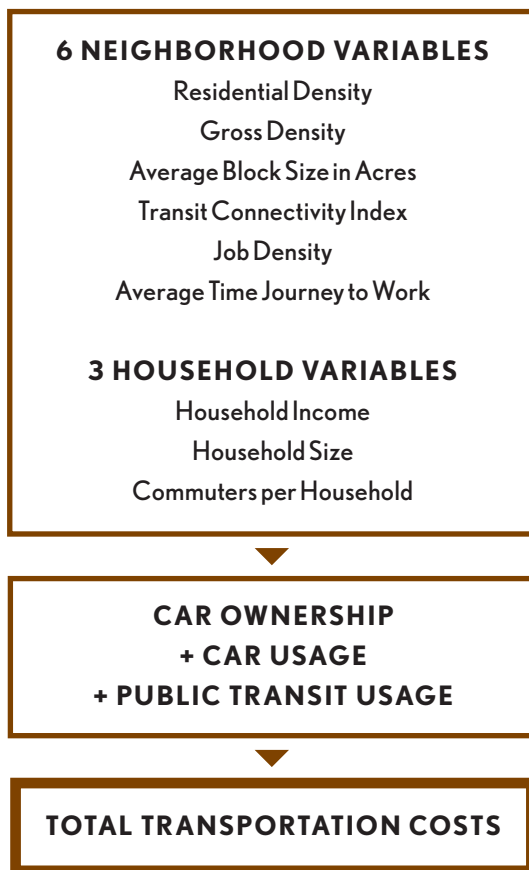 6 NEIGHBORHOOD VARIABLES
Residential Density
Gross Density
Average Block Size in Acres
Transit Connectivity Index
Job Density
Average Time Journey to Work
3 HOUSEHOLD VARIABLES
Household Income
Household Size
Commuters per Household
CAR OWNERSHIP
+ CAR USAGE
+ PUBLIC TRANSIT USAGE
TOTAL TRANSPORTATION COSTS